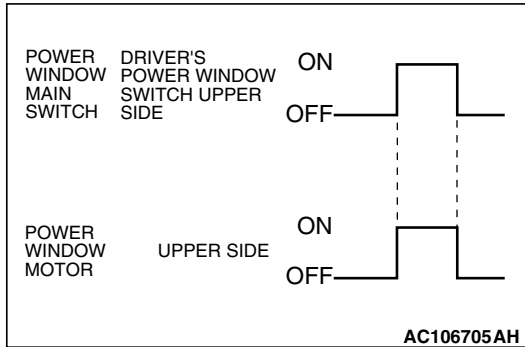 POWER WINDOW MAIN SWITCH
DRIVER'S POWER WINDOW SWITCH UPPER SIDE
ON
OFF
POWER WINDOW MOTOR
UPPER SIDE
ON
OFF
AC106705AH